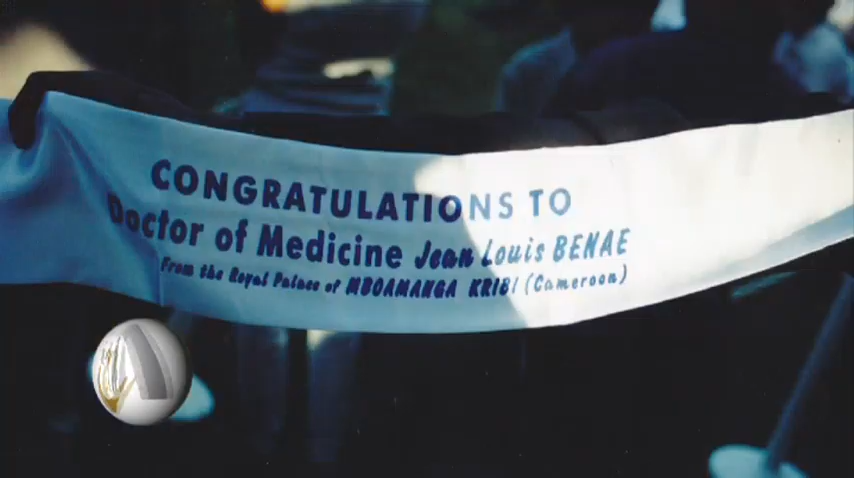 CONGRATULATIONS TO
Doctor of Medicine Jean Louis BENAE
From the Royal Palace of MBOAMANGA KRIBI (Cameroon)